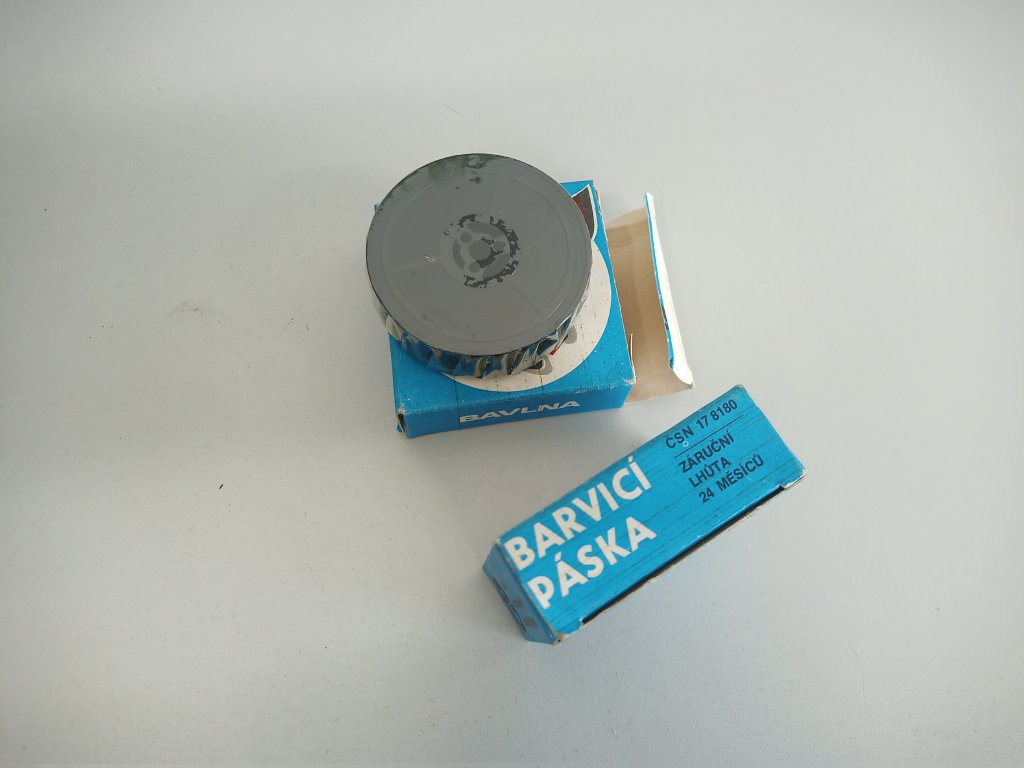 BAVLNA
BARVICÍ
PÁSKA
ČSN 17 8180
ZÁRUČNÍ
LHŮTA
24 MĚSÍCŮ